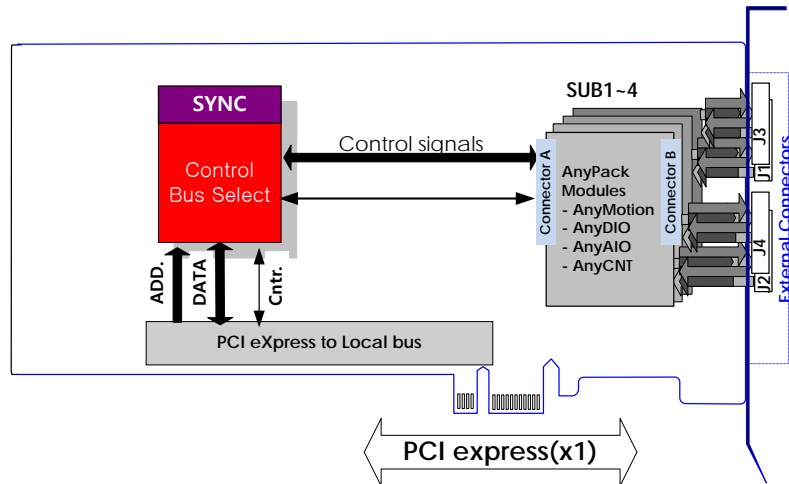 SYNC
Control
Bus Select
Control signals
SUB1~4
Connector A
AnyPack
Modules
- AnyMotion
- AnyDIO
- AnyAIO
- AnyCNT
Connector B
J3
J1
J4
J2
External Connectors
ADD.
DATA
Cntr.
PCI eXpress to Local bus
PCI express(x1)